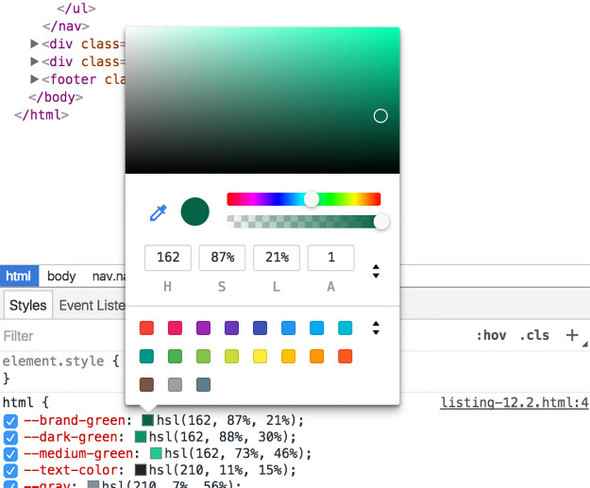 </ul>
</nav>
▶<div class=
▶<div class=
▶<footer cla
</body>
</html>
162 87% 21% 1
H S L A
html body nav.na
Styles Event Liste
Filter :hov .cls +
element.style {
}
html { listing-12.2.html:4
--brand-green: hsl(162, 87%, 21%);
--dark-green: hsl(162, 88%, 30%);
--medium-green: hsl(162, 73%, 46%);
--text-color: hsl(210, 11%, 15%);
--gray: hsl(210, 7%, 56%);